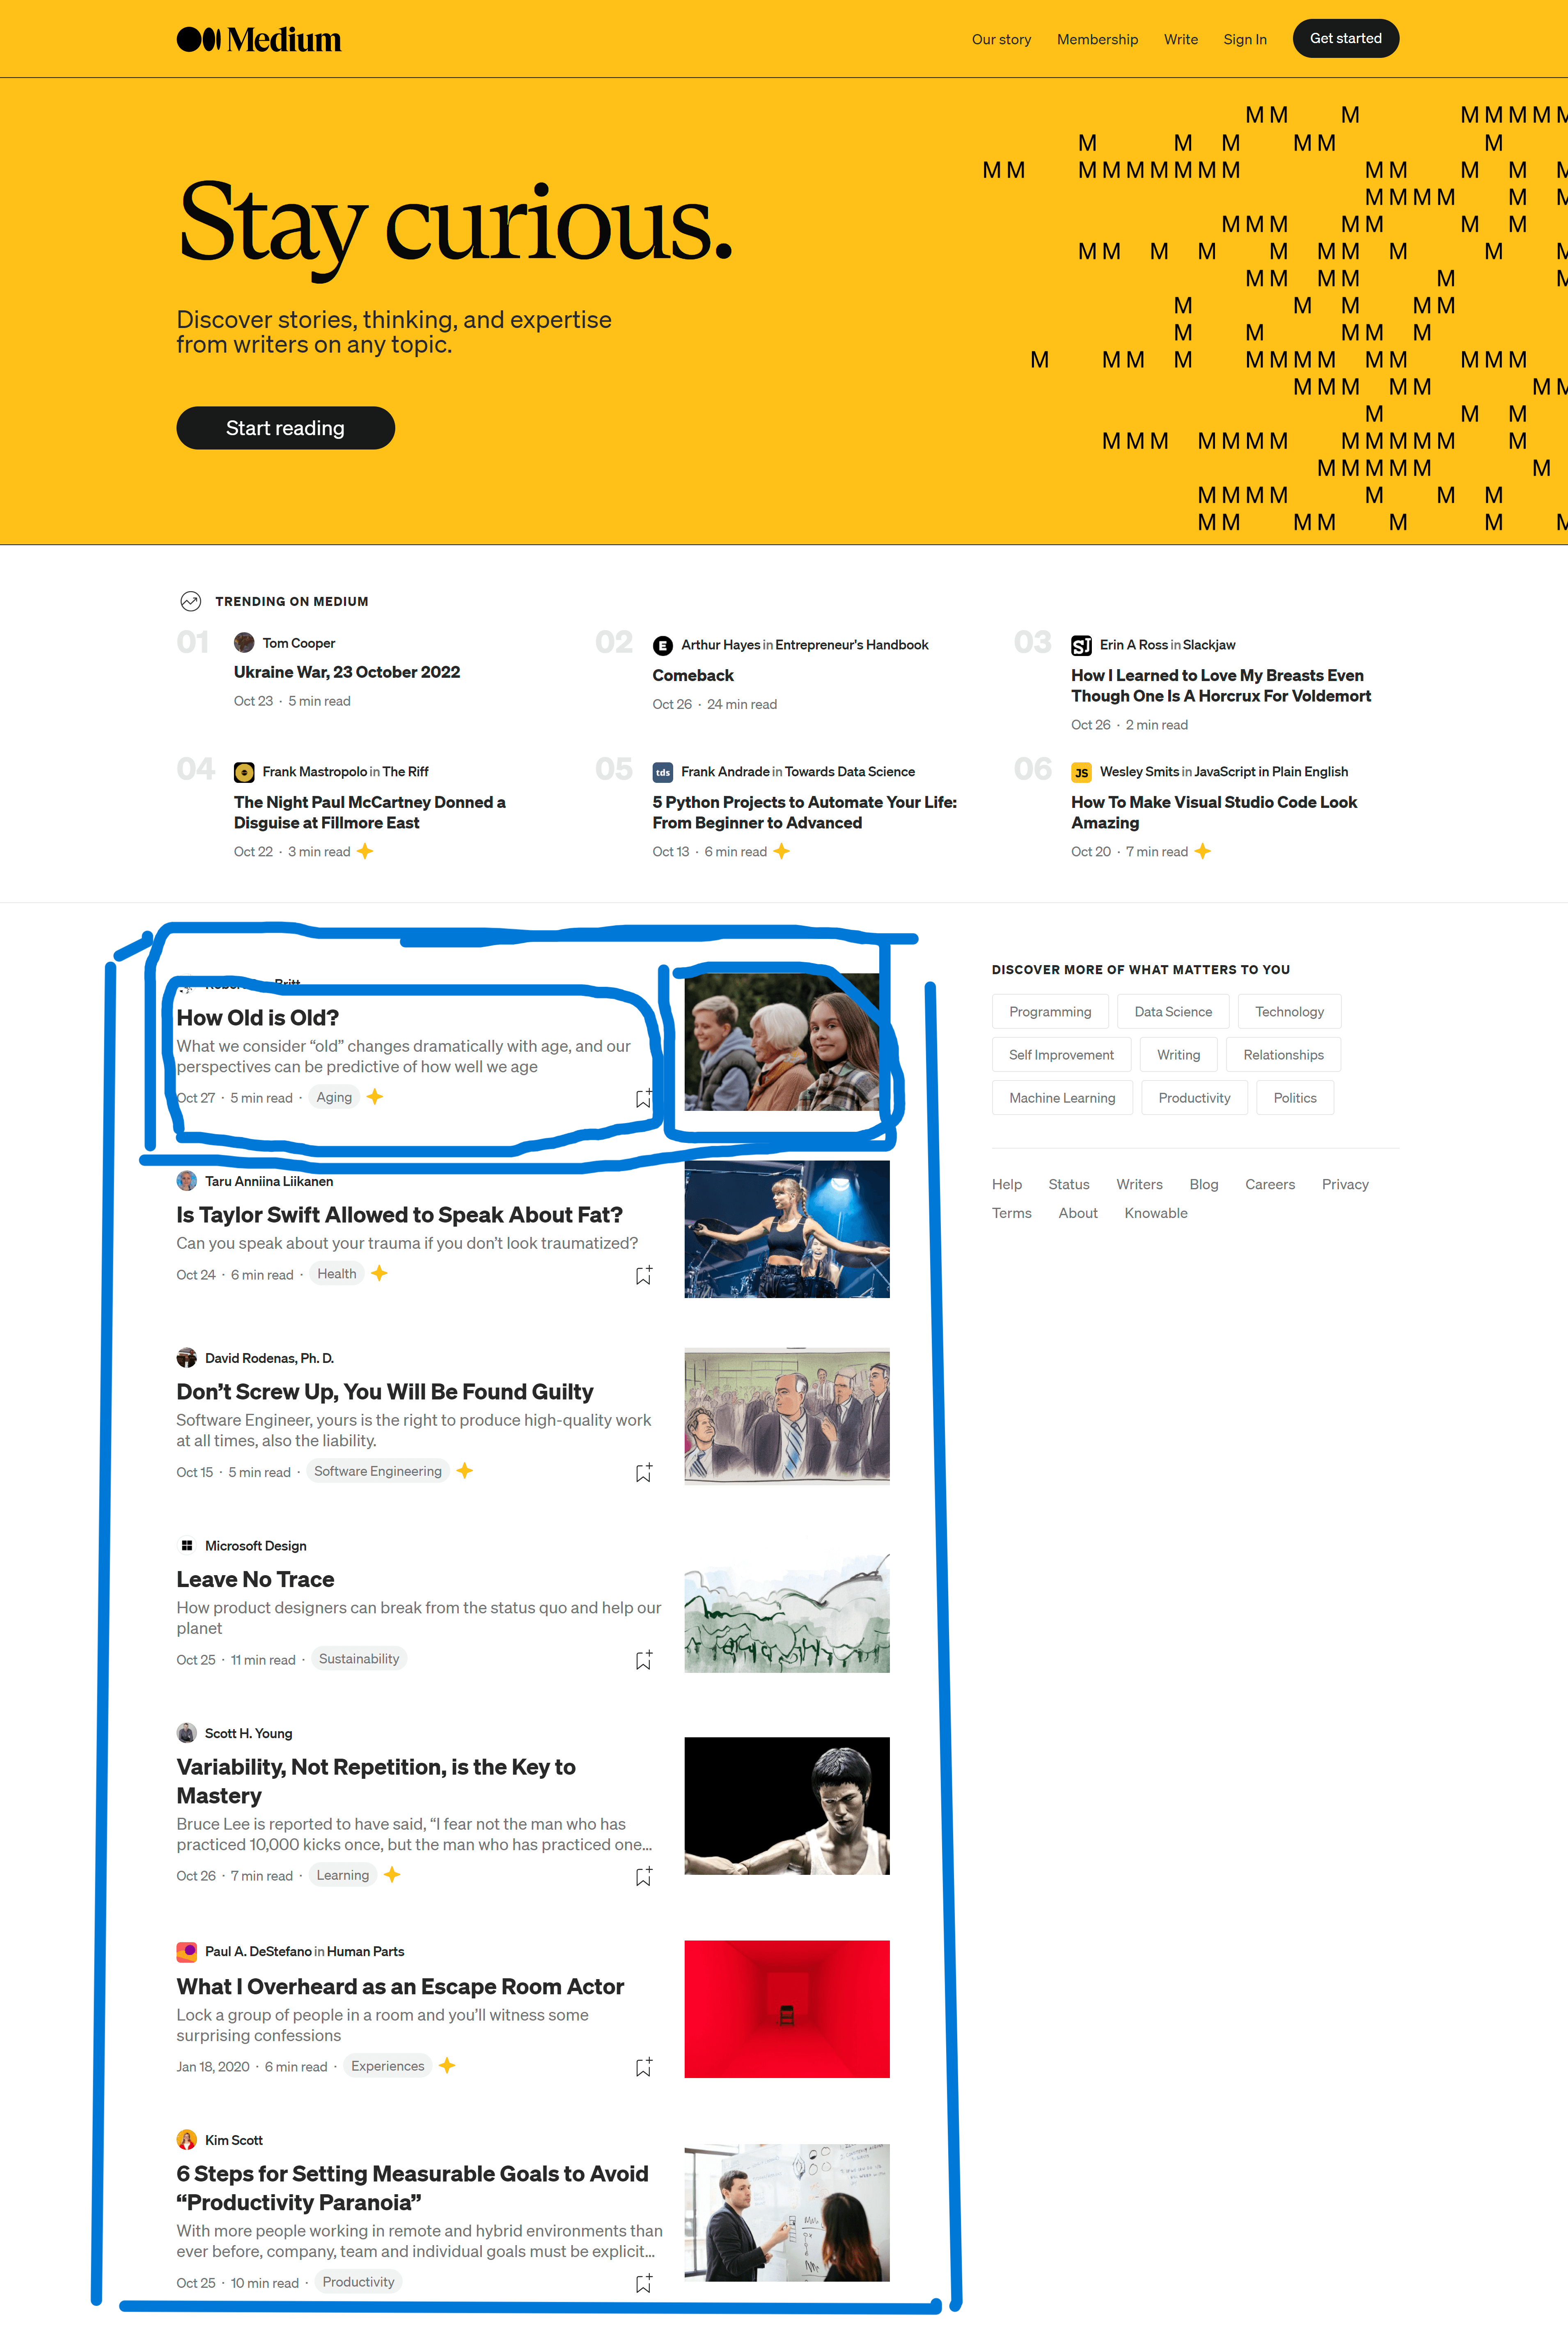 Medium
Our story Membership Write Sign In Get started
Stay curious.
Discover stories, thinking, and expertise
from writers on any topic.
Start reading
M M M M M M M M
M M M M M M
M M M M M M M M M M M M M M
M M M M M M
M M M M M M M
M M M M M M M M M M
M M M M M M
M M M M M
M M M M M
M M M M M M M M M M M M M
M M M M M M M
M M M
M M M M M M M M M M M M M
M M M M M M
M M M M M M M
M M M M M M M
TRENDING ON MEDIUM
01 Tom Cooper
Ukraine War, 23 October 2022
Oct 23 · 5 min read
02 Arthur Hayes in Entrepreneur's Handbook
Comeback
Oct 26 · 24 min read
03 Erin A Ross in Slackjaw
How I Learned to Love My Breasts Even
Though One Is A Horcrux For Voldemort
Oct 26 · 2 min read
04 Frank Mastropolo in The Riff
The Night Paul McCartney Donned a
Disguise at Fillmore East
Oct 22 · 3 min read
05 tds Frank Andrade in Towards Data Science
5 Python Projects to Automate Your Life:
From Beginner to Advanced
Oct 13 · 6 min read
06 JS Wesley Smits in JavaScript in Plain English
How To Make Visual Studio Code Look
Amazing
Oct 20 · 7 min read
Britt
How Old is Old?
What we consider “old” changes dramatically with age, and our
perspectives can be predictive of how well we age
Oct 27 · 5 min read · Aging
Taru Anniina Liikanen
Is Taylor Swift Allowed to Speak About Fat?
Can you speak about your trauma if you don’t look traumatized?
Oct 24 · 6 min read · Health
David Rodenas, Ph. D.
Don’t Screw Up, You Will Be Found Guilty
Software Engineer, yours is the right to produce high-quality work
at all times, also the liability.
Oct 15 · 5 min read · Software Engineering
Microsoft Design
Leave No Trace
How product designers can break from the status quo and help our
planet
Oct 25 · 11 min read · Sustainability
Scott H. Young
Variability, Not Repetition, is the Key to
Mastery
Bruce Lee is reported to have said, “I fear not the man who has
practiced 10,000 kicks once, but the man who has practiced one…
Oct 26 · 7 min read · Learning
Paul A. DeStefano in Human Parts
What I Overheard as an Escape Room Actor
Lock a group of people in a room and you’ll witness some
surprising confessions
Jan 18, 2020 · 6 min read · Experiences
Kim Scott
6 Steps for Setting Measurable Goals to Avoid
“Productivity Paranoia”
With more people working in remote and hybrid environments than
ever before, company, team and individual goals must be explicit…
Oct 25 · 10 min read · Productivity
DISCOVER MORE OF WHAT MATTERS TO YOU
Programming Data Science Technology
Self Improvement Writing Relationships
Machine Learning Productivity Politics
Help Status Writers Blog Careers Privacy
Terms About Knowable